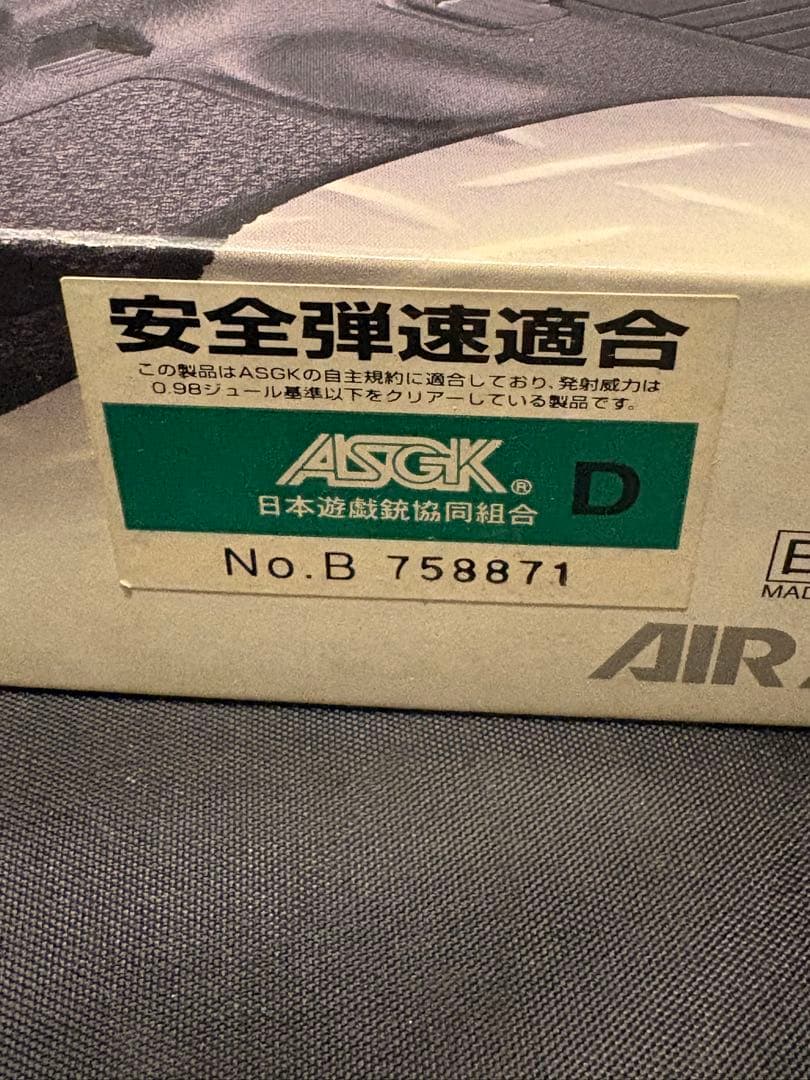 安全弾速適合
この製品はASGKの自主規約に適合しており、発射威力は
0.98ジュール基準以下をクリアーしている製品です。
ASGK® D
日本遊戯銃協同組合
No.B 758871
MAD
AIR